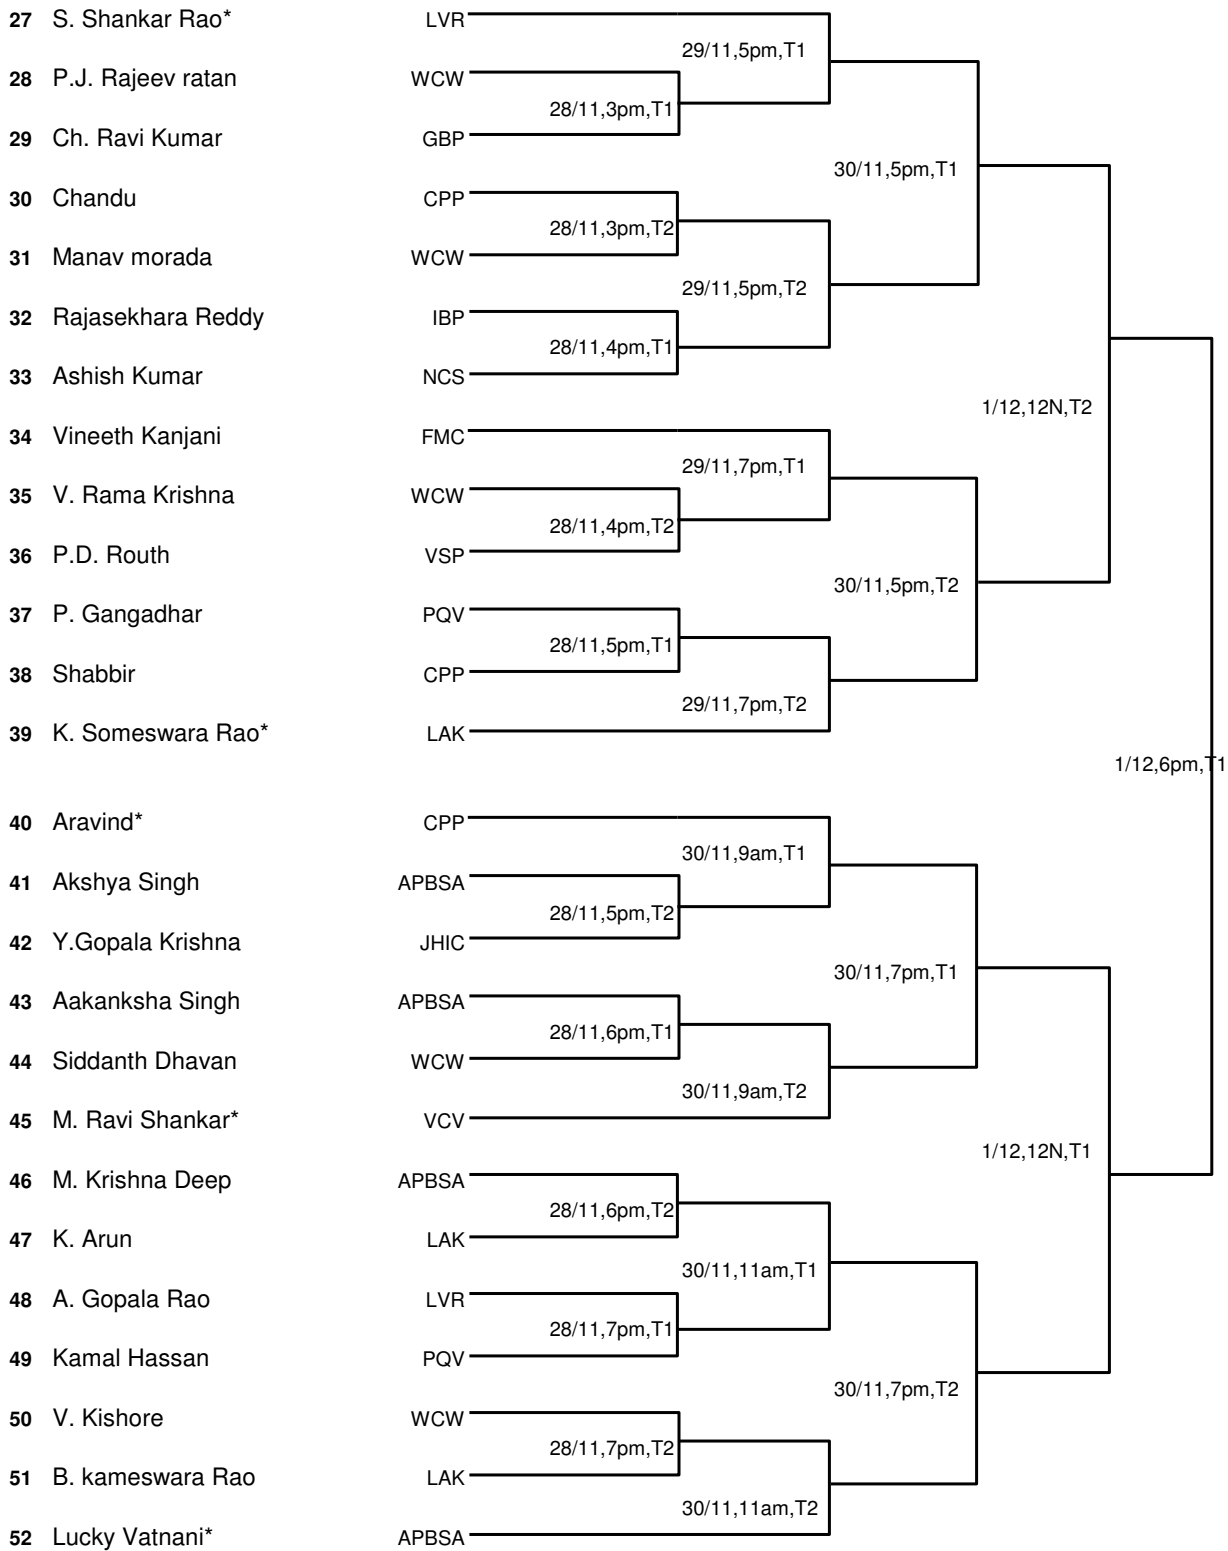 27 S. Shankar Rao* LVR
29/11,5pm,T1
28 P.J. Rajeev ratan WCW
28/11,3pm,T1
29 Ch. Ravi Kumar GBP
30/11,5pm,T1
30 Chandu CPP
28/11,3pm,T2
31 Manav morada WCW
29/11,5pm,T2
32 Rajasekhara Reddy IBP
28/11,4pm,T1
33 Ashish Kumar NCS
1/12,12N,T2
34 Vineeth Kanjani FMC
29/11,7pm,T1
35 V. Rama Krishna WCW
28/11,4pm,T2
36 P.D. Routh VSP
30/11,5pm,T2
37 P. Gangadhar PQV
28/11,5pm,T1
38 Shabbir CPP
29/11,7pm,T2
39 K. Someswara Rao* LAK
1/12,6pm,T1
40 Aravind* CPP
30/11,9am,T1
41 Akshya Singh APBSA
28/11,5pm,T2
42 Y.Gopala Krishna JHIC
30/11,7pm,T1
43 Aakanksha Singh APBSA
28/11,6pm,T1
44 Siddanth Dhavan WCW
30/11,9am,T2
45 M. Ravi Shankar* VCV
1/12,12N,T1
46 M. Krishna Deep APBSA
28/11,6pm,T2
47 K. Arun LAK
30/11,11am,T1
48 A. Gopala Rao LVR
28/11,7pm,T1
49 Kamal Hassan PQV
30/11,7pm,T2
50 V. Kishore WCW
28/11,7pm,T2
51 B. kameswara Rao LAK
30/11,11am,T2
52 Lucky Vatnani* APBSA